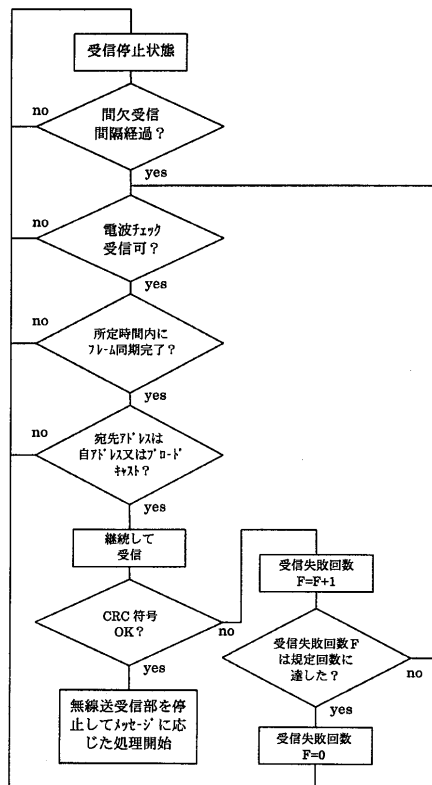 受信停止状態
間欠受信
間隔経過？
no
yes
電波ﾁｪｯｸ
受信可？
no
yes
所定時間内に
ﾌﾚｰﾑ同期完了？
no
yes
宛先ｱﾄﾞﾚｽは
自ｱﾄﾞﾚｽ又はﾌﾞﾛｰﾄﾞ
ｷｬｽﾄ？
no
yes
継続して
受信
CRC 符号
OK？
no
yes
無線送受信部を停
止してﾒｯｾｰｼﾞに応
じた処理開始
受信失敗回数
F=F+1
受信失敗回数 F
は規定回数に
達した？
no
yes
受信失敗回数
F=0